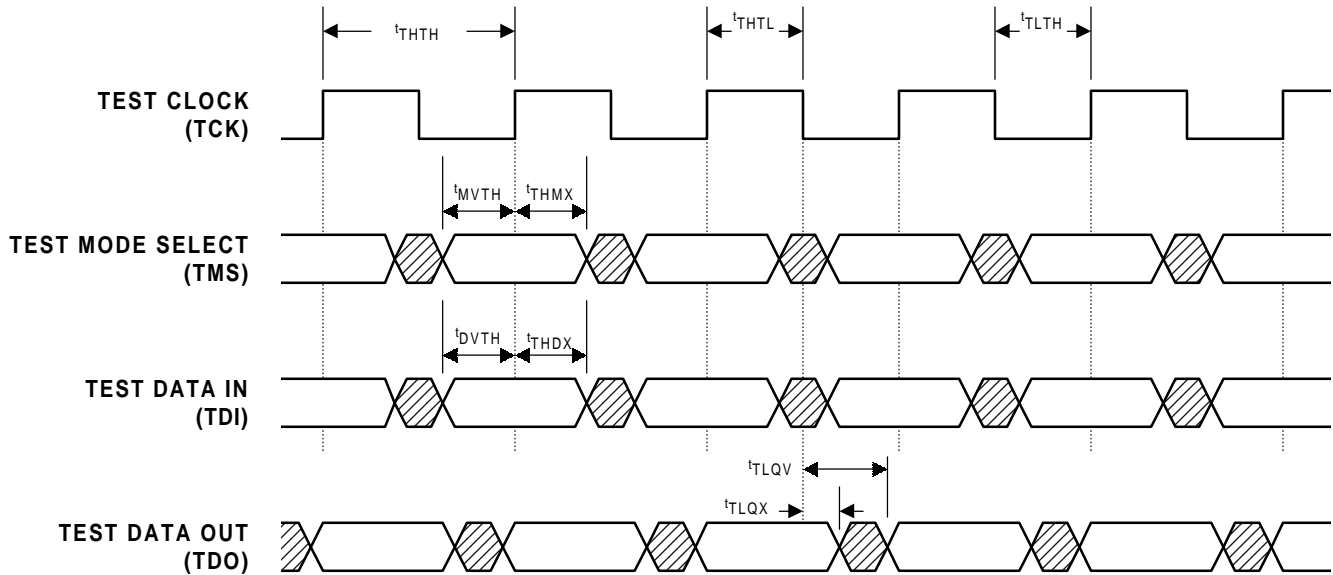 tTHTH
tTHTL
tTLTH
TEST CLOCK
(TCK)
tMVTH
tTHMX
TEST MODE SELECT
(TMS)
tDVTH
tTHDX
TEST DATA IN
(TDI)
tTLQV
tTLQX
TEST DATA OUT
(TDO)